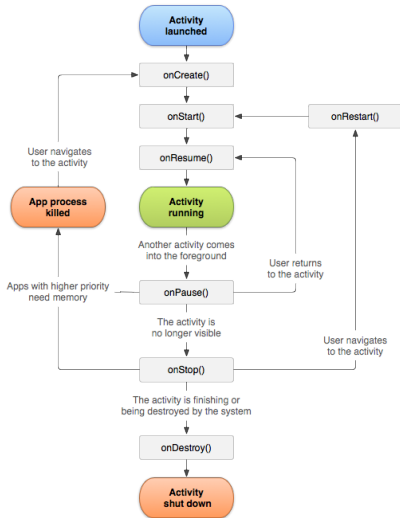 Activity
launched
onCreate()
onStart()
onRestart()
User navigates
to the activity
onResume()
App process
killed
Activity
running
Another activity comes
into the foreground
User returns
to the activity
Apps with higher priority
need memory
onPause()
The activity is
no longer visible
User navigates
to the activity
onStop()
The activity is finishing or
being destroyed by the system
onDestroy()
Activity
shut down